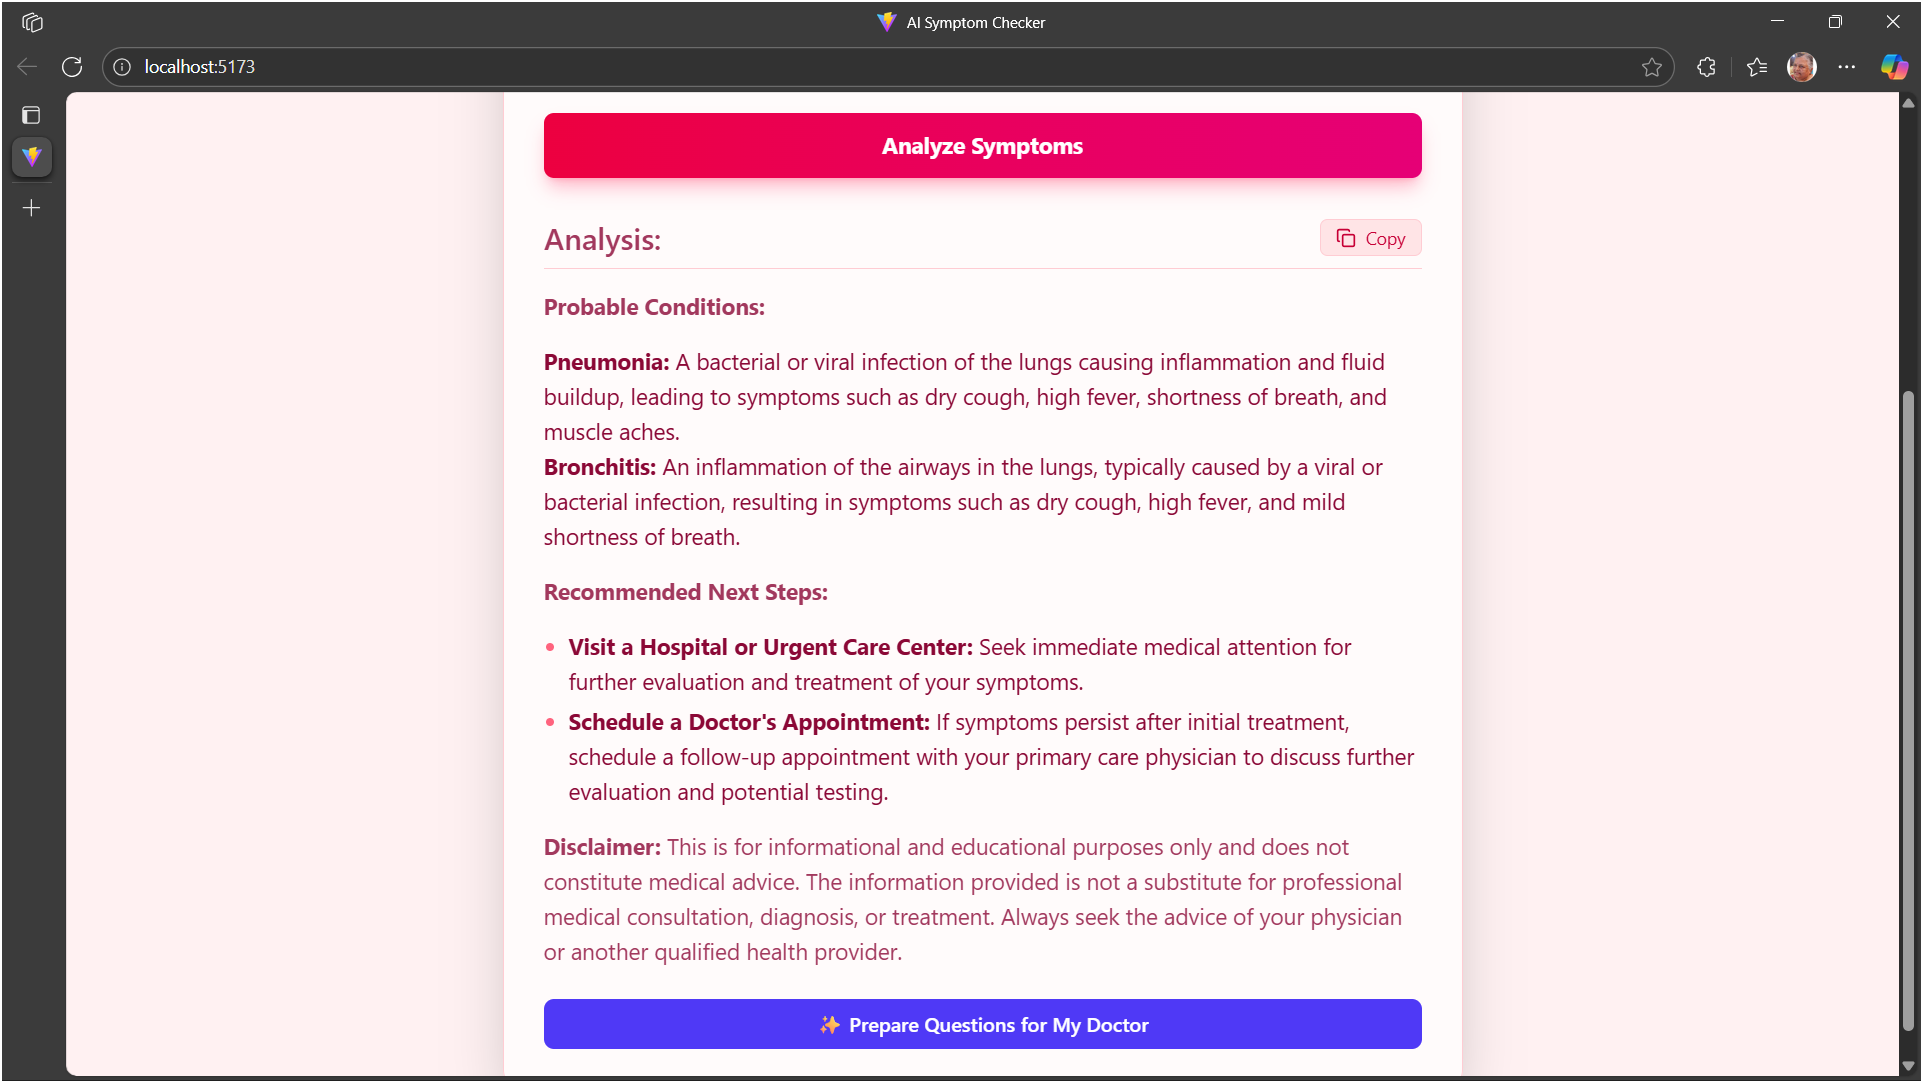 AI Symptom Checker
localhost:5173
Analyze Symptoms
Analysis:
Copy
Probable Conditions:
Pneumonia: A bacterial or viral infection of the lungs causing inflammation and fluid
buildup, leading to symptoms such as dry cough, high fever, shortness of breath, and
muscle aches.
Bronchitis: An inflammation of the airways in the lungs, typically caused by a viral or
bacterial infection, resulting in symptoms such as dry cough, high fever, and mild
shortness of breath.
Recommended Next Steps:
• Visit a Hospital or Urgent Care Center: Seek immediate medical attention for
further evaluation and treatment of your symptoms.
• Schedule a Doctor's Appointment: If symptoms persist after initial treatment,
schedule a follow-up appointment with your primary care physician to discuss further
evaluation and potential testing.
Disclaimer: This is for informational and educational purposes only and does not
constitute medical advice. The information provided is not a substitute for professional
medical consultation, diagnosis, or treatment. Always seek the advice of your physician
or another qualified health provider.
✨ Prepare Questions for My Doctor